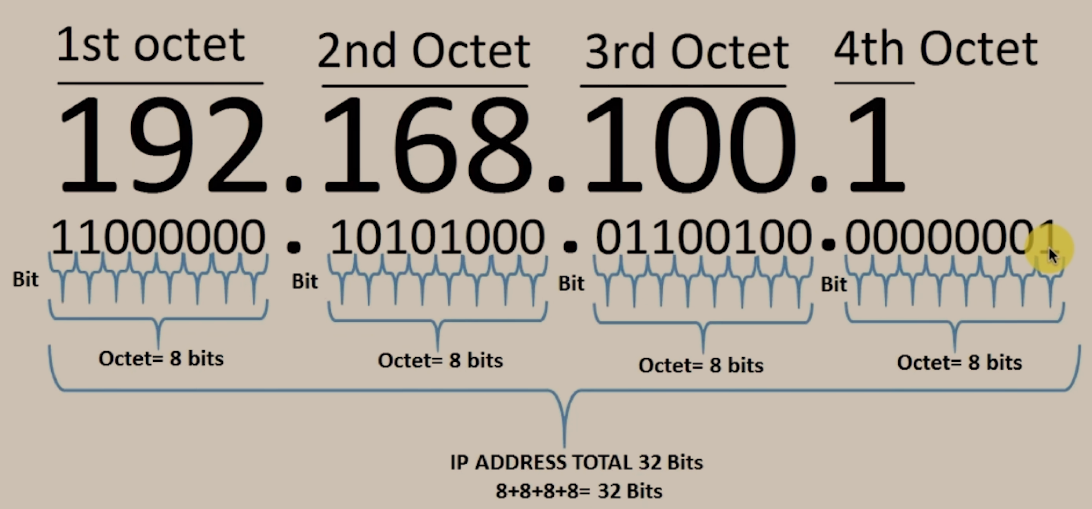 1st octet 2nd Octet 3rd Octet 4th Octet
192.168.100.1
11000000 . 10101000 . 01100100 . 00000001
Bit Bit Bit Bit
Octet= 8 bits Octet= 8 bits Octet= 8 bits Octet= 8 bits
IP ADDRESS TOTAL 32 Bits
8+8+8+8= 32 Bits